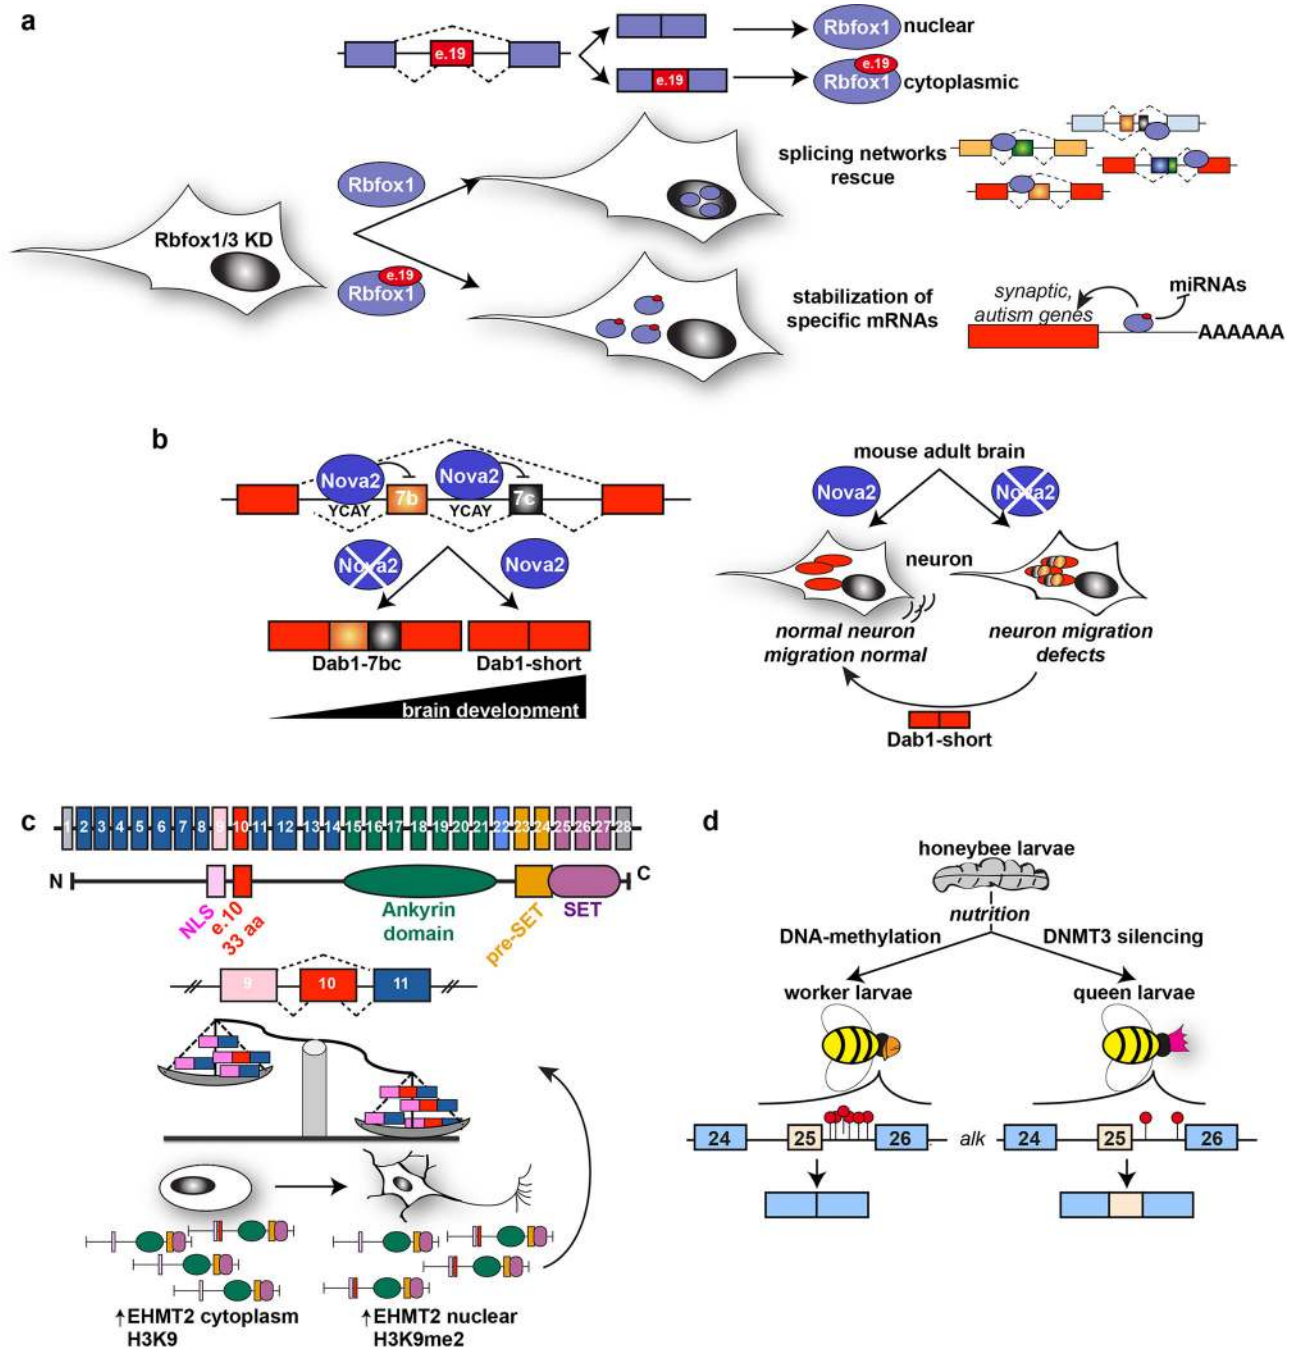 a
e.19
Rbfox1 nuclear
e.19
e.19
Rbfox1 cytoplasmic
splicing networks
rescue
Rbfox1
Rbfox1/3 KD
e.19
Rbfox1
stabilization of
specific mRNAs
synaptic,
autism genes
miRNAs
AAAAAA
b
Nova2
Nova2
7b
7c
YCAY
YCAY
Nova2
Nova2
Dab1-7bc
Dab1-short
brain development
mouse adult brain
Nova2
Nova2
neuron
normal neuron
migration normal
neuron migration
defects
Dab1-short
c
1 2 3 4 5 6 7 8 9 10 11 12 13 14 15 16 17 18 19 20 21 22 23 24 25 26 27 28
N
C
NLS
e.10
33 aa
Ankyrin
domain
pre-SET
SET
9
10
11
↑EHMT2 cytoplasm
H3K9
↑EHMT2 nuclear
H3K9me2
d
honeybee larvae
nutrition
DNA-methylation
DNMT3 silencing
worker larvae
queen larvae
24
25
26
alk
24
25
26